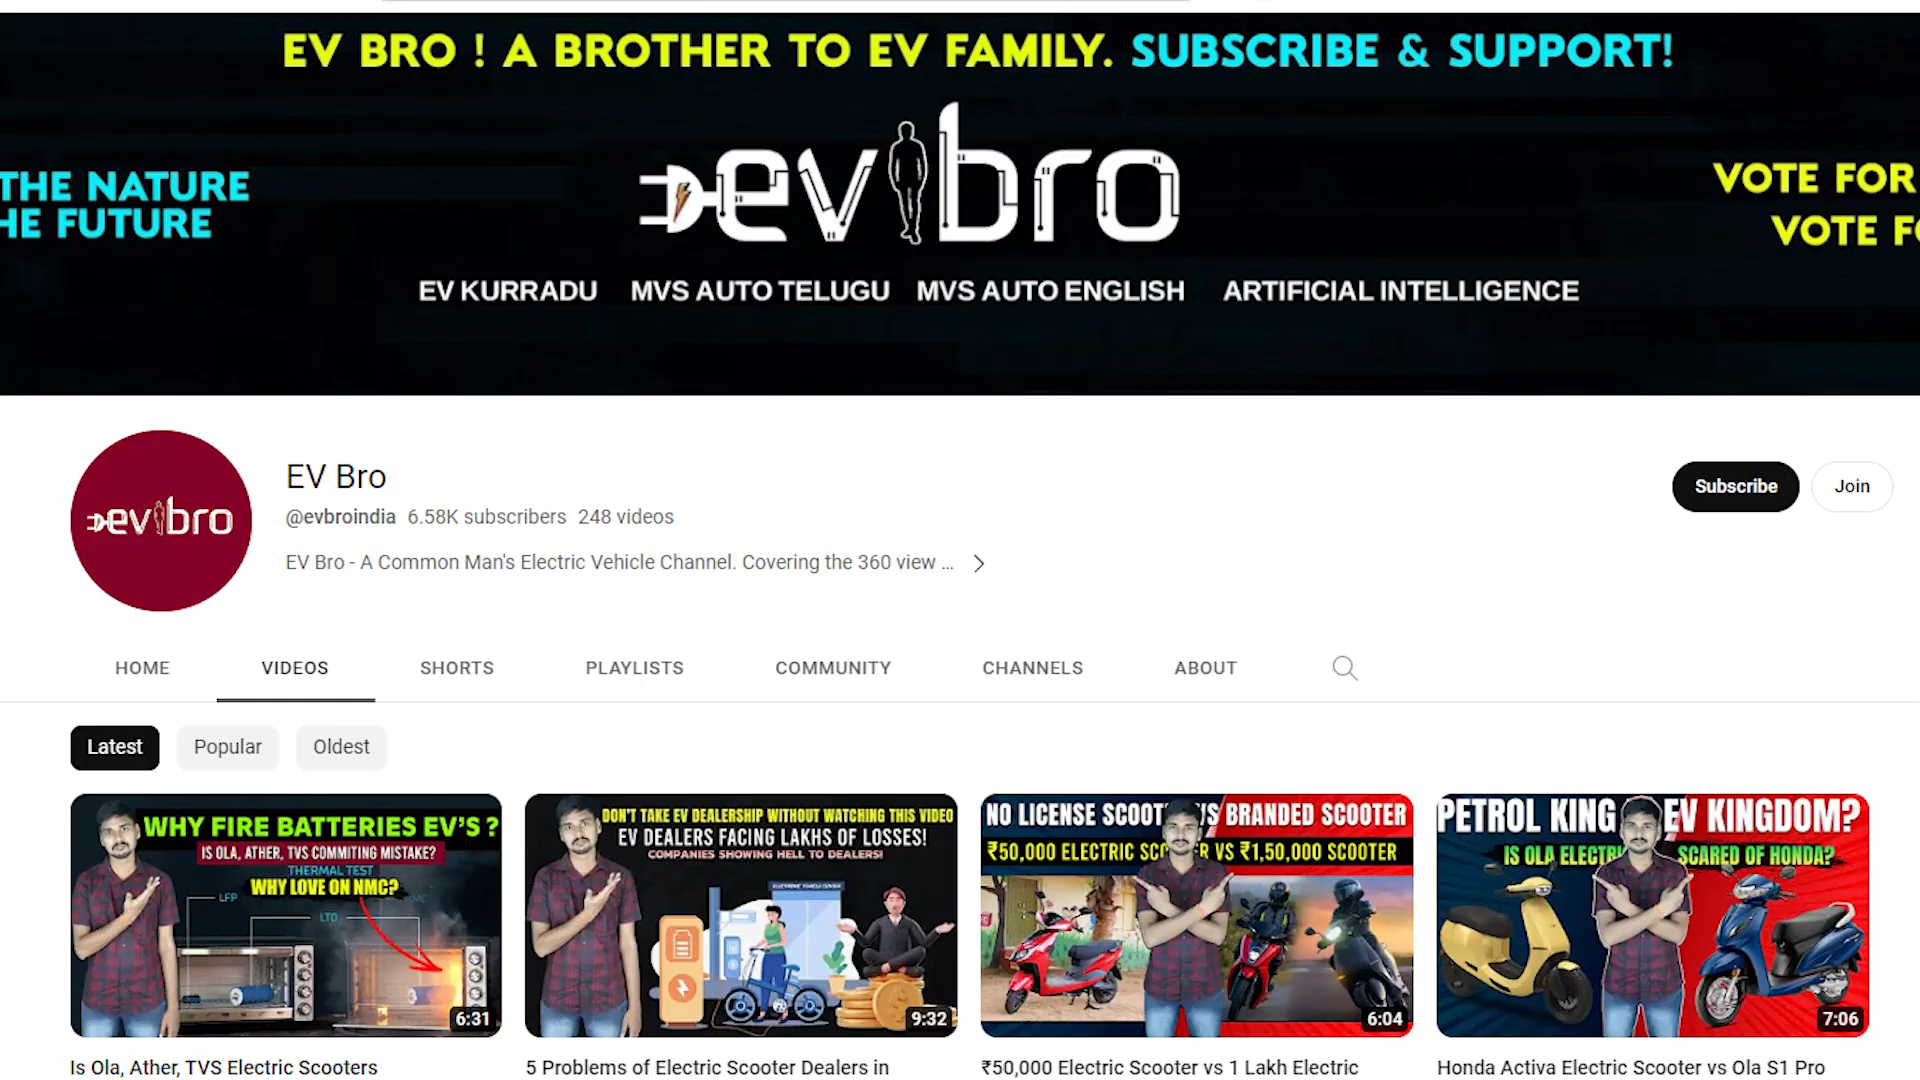 EV BRO ! A BROTHER TO EV FAMILY. SUBSCRIBE & SUPPORT!
THE NATURE
HE FUTURE
evbro
VOTE FOR
VOTE
EV KURRADU MVS AUTO TELUGU MVS AUTO ENGLISH ARTIFICIAL INTELLIGENCE
evbro
EV Bro
@evbroindia 6.58K subscribers 248 videos
EV Bro - A Common Man's Electric Vehicle Channel. Covering the 360 view ...
Subscribe
Join
HOME VIDEOS SHORTS PLAYLISTS COMMUNITY CHANNELS ABOUT
Latest Popular Oldest
WHY FIRE BATTERIES EV'S ?
IS OLA, ATHER, TVS COMMITING MISTAKE?
THERMAL TEST
WHY LOVE ON NMC?
LFP
LTO
6:31
DON'T TAKE EV DEALERSHIP WITHOUT WATCHING THIS VIDEO
EV DEALERS FACING LAKHS OF LOSSES!
COMPANIES SHOWING HELL TO DEALERS!
9:32
NO LICENSE SCOOT VS BRANDED SCOOTER
₹50,000 ELECTRIC SCO R VS ₹1,50,000 SCOOTER
6:04
PETROL KING EV KINGDOM?
IS OLA ELECTRI SCARED OF HONDA?
7:06
Is Ola, Ather, TVS Electric Scooters
5 Problems of Electric Scooter Dealers in
₹50,000 Electric Scooter vs 1 Lakh Electric
Honda Activa Electric Scooter vs Ola S1 Pro